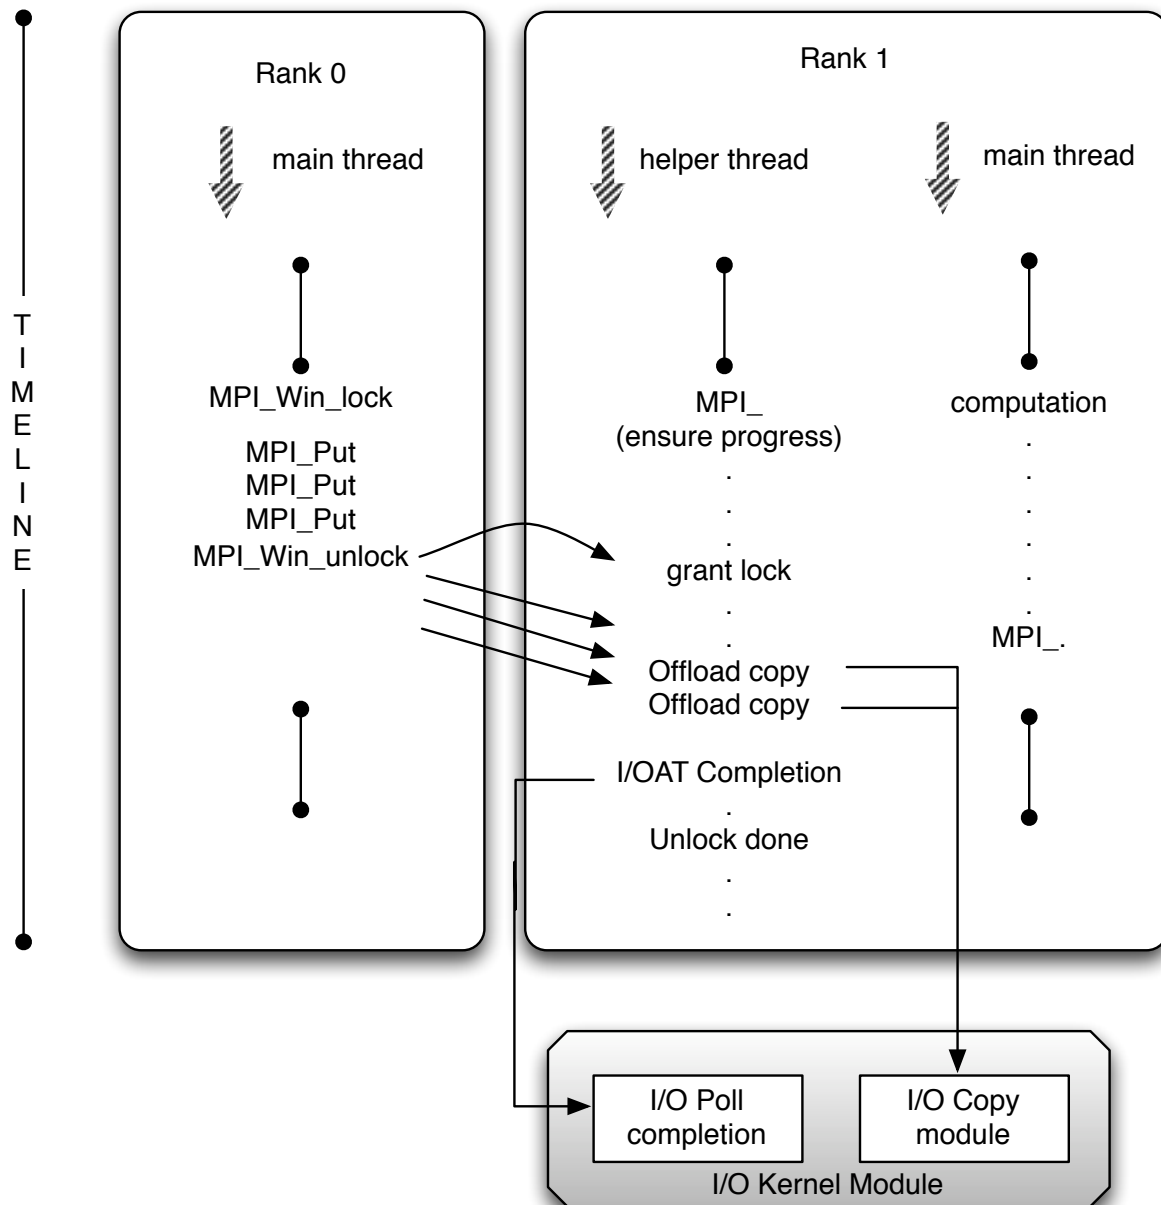 TIMELINE
Rank 0
main thread
MPI_Win_lock
MPI_Put
MPI_Put
MPI_Put
MPI_Win_unlock
Rank 1
helper thread
MPI_
(ensure progress)
.
.
.
grant lock
.
.
Offload copy
Offload copy
I/OAT Completion
.
Unlock done
.
.
main thread
computation
.
.
.
.
.
.
MPI_.
I/O Poll
completion
I/O Copy
module
I/O Kernel Module